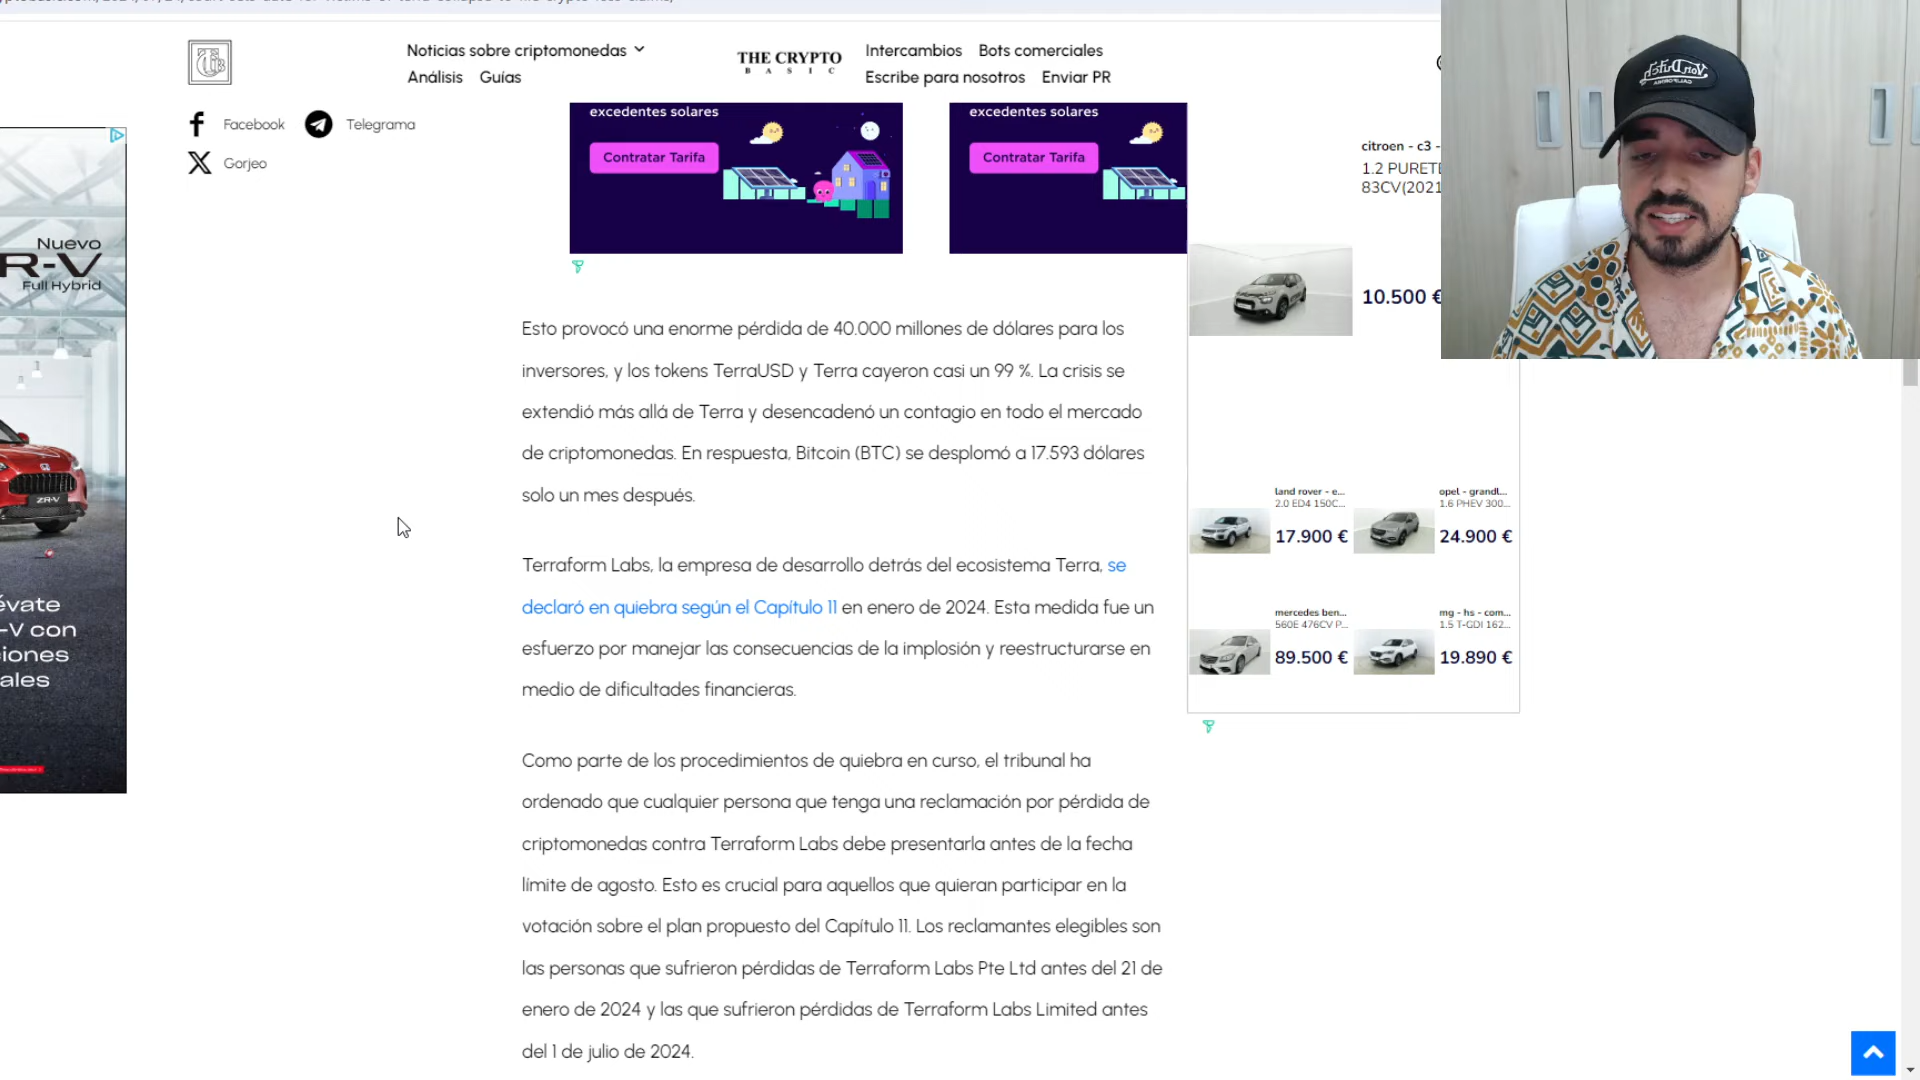 Noticias sobre criptomonedas
Análisis Guías
THE CRYPTO
BASIC
Intercambios Bots comerciales
Escribe para nosotros Enviar PR
Facebook Telegrama
Gorjeo
excedentes solares
Contratar Tarifa
excedentes solares
Contratar Tarifa
citroen - c3 -
1.2 PURETE
83CV(2021
10.500 €
Nuevo
R-V
Full Hybrid
ZR-V
évate
-V con
iones
ales
Esto provocó una enorme pérdida de 40.000 millones de dólares para los
inversores, y los tokens TerraUSD y Terra cayeron casi un 99 %. La crisis se
extendió más allá de Terra y desencadenó un contagio en todo el mercado
de criptomonedas. En respuesta, Bitcoin (BTC) se desplomó a 17.593 dólares
solo un mes después.
Terraform Labs, la empresa de desarrollo detrás del ecosistema Terra, se
declaró en quiebra según el Capítulo 11 en enero de 2024. Esta medida fue un
esfuerzo por manejar las consecuencias de la implosión y reestructurarse en
medio de dificultades financieras.
Como parte de los procedimientos de quiebra en curso, el tribunal ha
ordenado que cualquier persona que tenga una reclamación por pérdida de
criptomonedas contra Terraform Labs debe presentarla antes de la fecha
límite de agosto. Esto es crucial para aquellos que quieran participar en la
votación sobre el plan propuesto del Capítulo 11. Los reclamantes elegibles son
las personas que sufrieron pérdidas de Terraform Labs Pte Ltd antes del 21 de
enero de 2024 y las que sufrieron pérdidas de Terraform Labs Limited antes
del 1 de julio de 2024.
land rover - e...
2.0 ED4 150C...
17.900 €
opel - grandl...
1.6 PHEV 300...
24.900 €
mercedes ben...
560E 476CV P...
89.500 €
mg - hs - com...
1.5 T-GDI 162...
19.890 €
Von Dutch